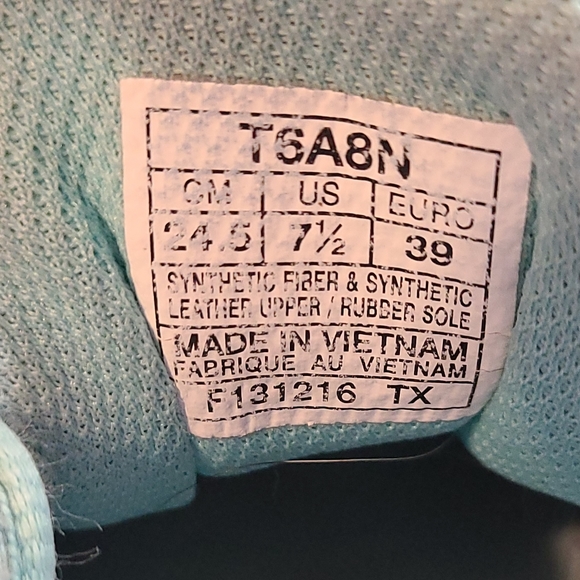 T6A8N
CM US EURO
24.5 7½ 39
SYNTHETIC FIBER & SYNTHETIC
LEATHER UPPER / RUBBER SOLE
MADE IN VIETNAM
FABRIQUE AU VIETNAM
F131216 TX